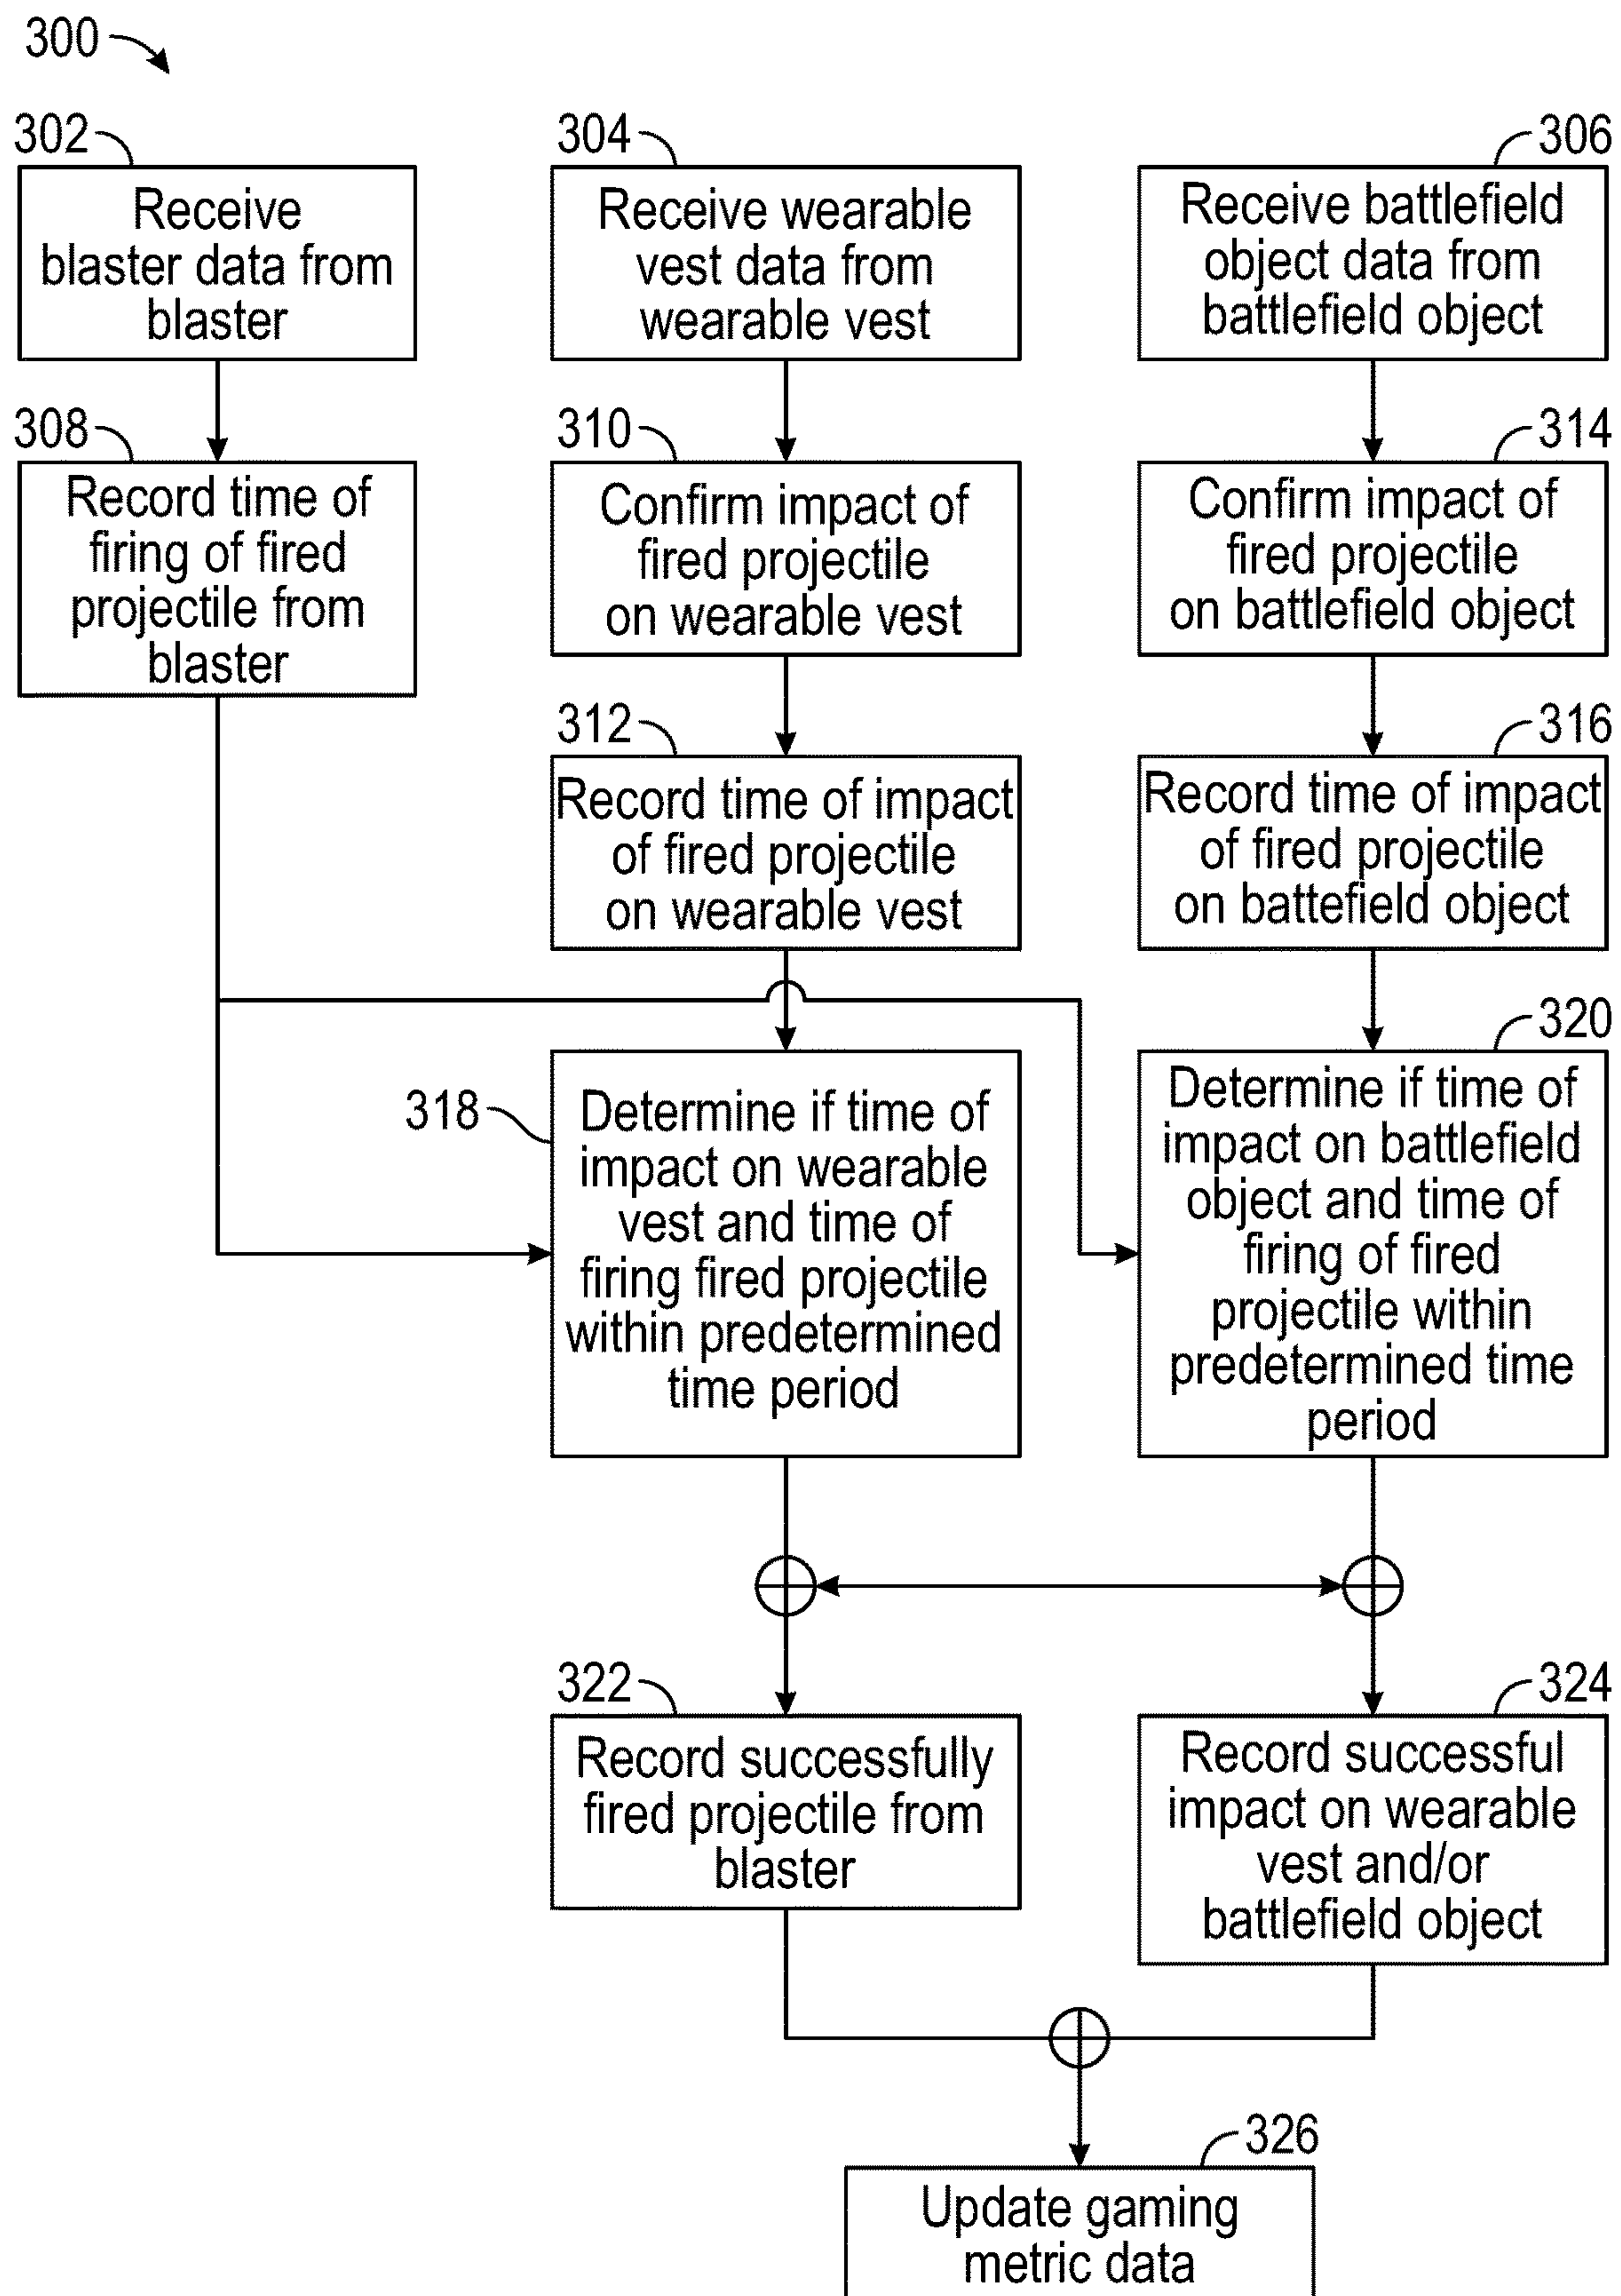 300
302
Receive
blaster data from
blaster
304
Receive wearable
vest data from
wearable vest
306
Receive battlefield
object data from
battlefield object
308
Record time of
firing of fired
projectile from
blaster
310
Confirm impact of
fired projectile
on wearable vest
314
Confirm impact of
fired projectile
on battlefield object
312
Record time of impact
of fired projectile
on wearable vest
316
Record time of impact
of fired projectile
on battefield object
318
Determine if time of
impact on wearable
vest and time of
firing fired projectile
within predetermined
time period
320
Determine if time of
impact on battlefield
object and time of
firing of fired
projectile within
predetermined time
period
322
Record successfully
fired projectile from
blaster
324
Record successful
impact on wearable
vest and/or
battlefield object
326
Update gaming
metric data